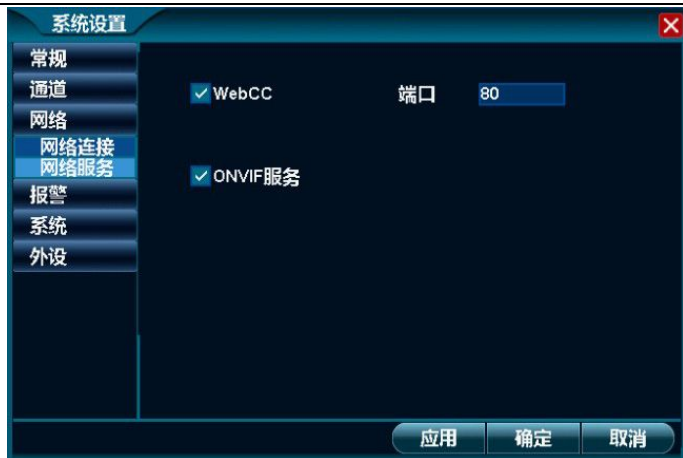 系统设置
常规
通道
网络
网络连接
网络服务
报警
系统
外设
WebCC 端口 80
ONVIF服务
应用 确定 取消